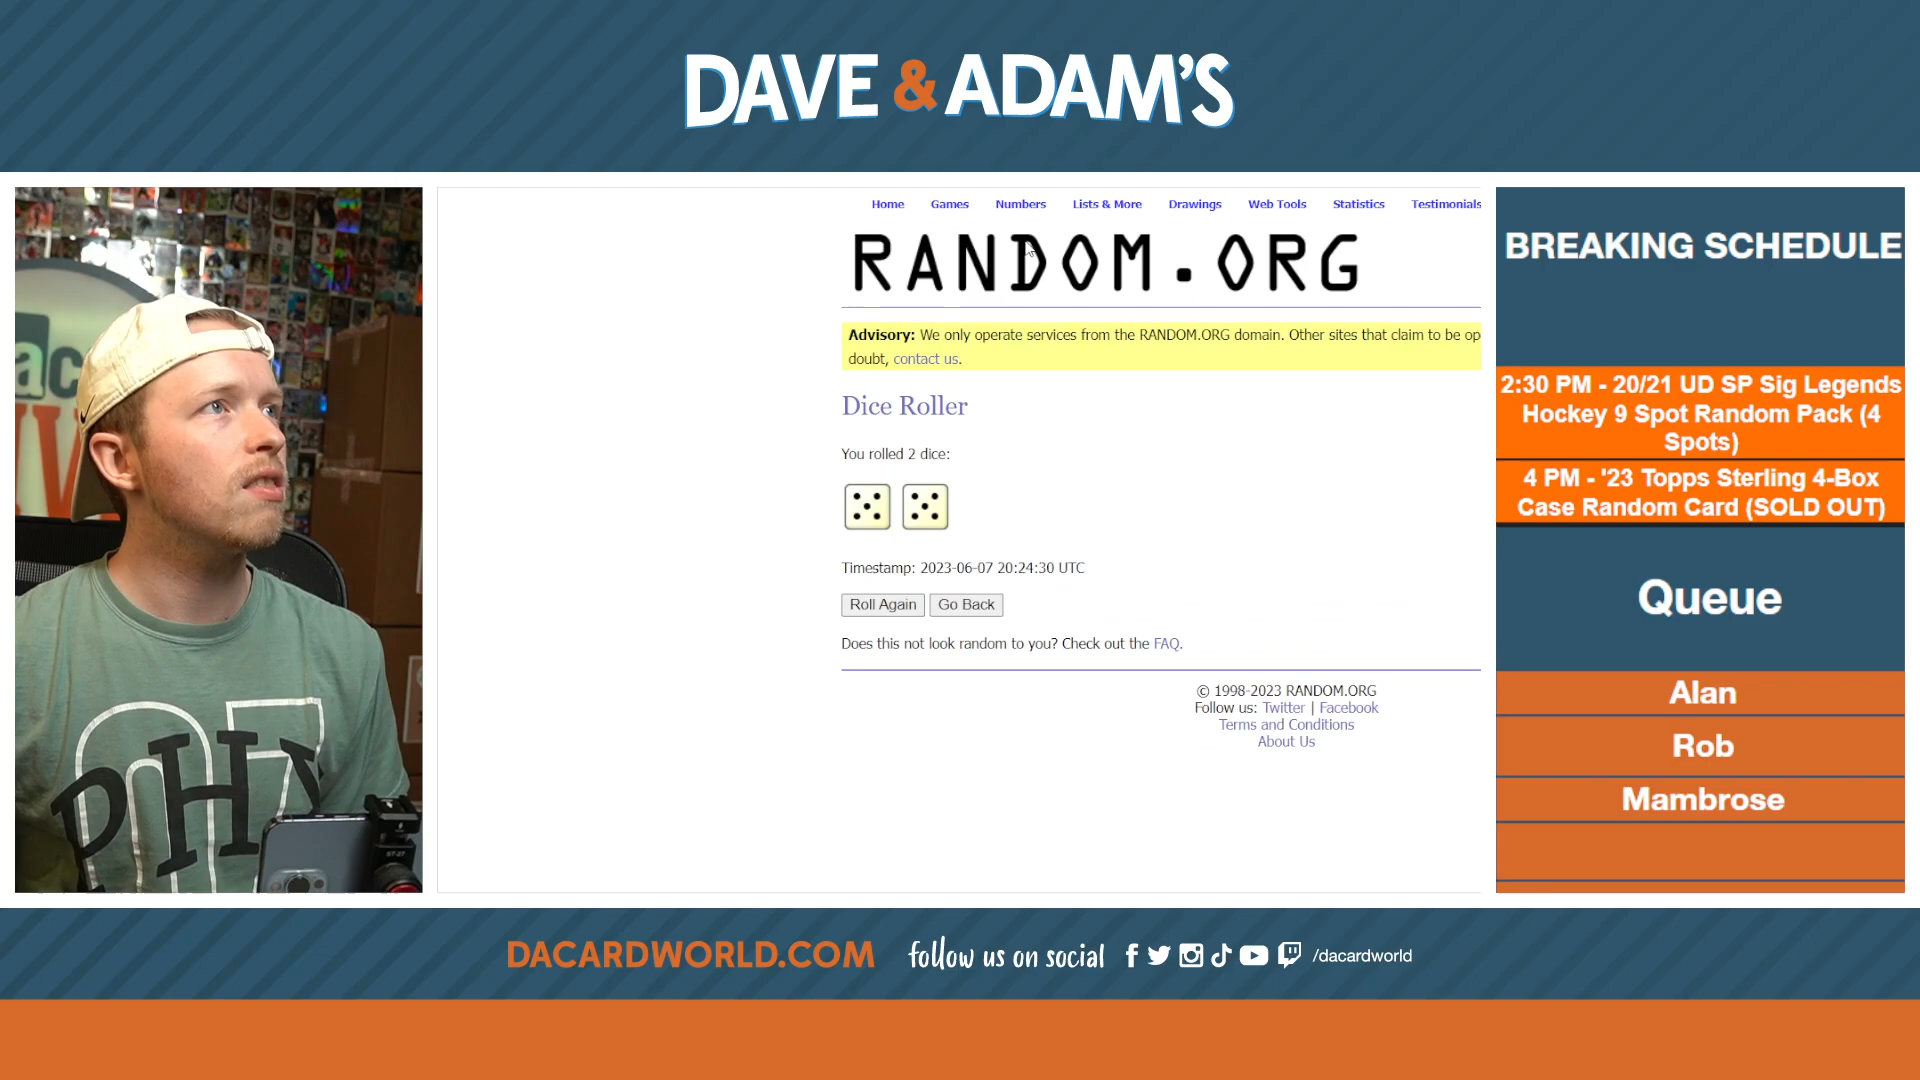 DAVE & ADAM'S
Home Games Numbers Lists & More Drawings Web Tools Statistics Testimonials
RANDOM.ORG
Advisory: We only operate services from the RANDOM.ORG domain. Other sites that claim to be op
doubt, contact us.
Dice Roller
You rolled 2 dice:
Timestamp: 2023-06-07 20:24:30 UTC
Roll Again Go Back
Does this not look random to you? Check out the FAQ.
© 1998-2023 RANDOM.ORG
Follow us: Twitter | Facebook
Terms and Conditions
About Us
BREAKING SCHEDULE
2:30 PM - 20/21 UD SP Sig Legends
Hockey 9 Spot Random Pack (4
Spots)
4 PM - '23 Topps Sterling 4-Box
Case Random Card (SOLD OUT)
Queue
Alan
Rob
Mambrose
DACARDWORLD.COM follow us on social /dacardworld